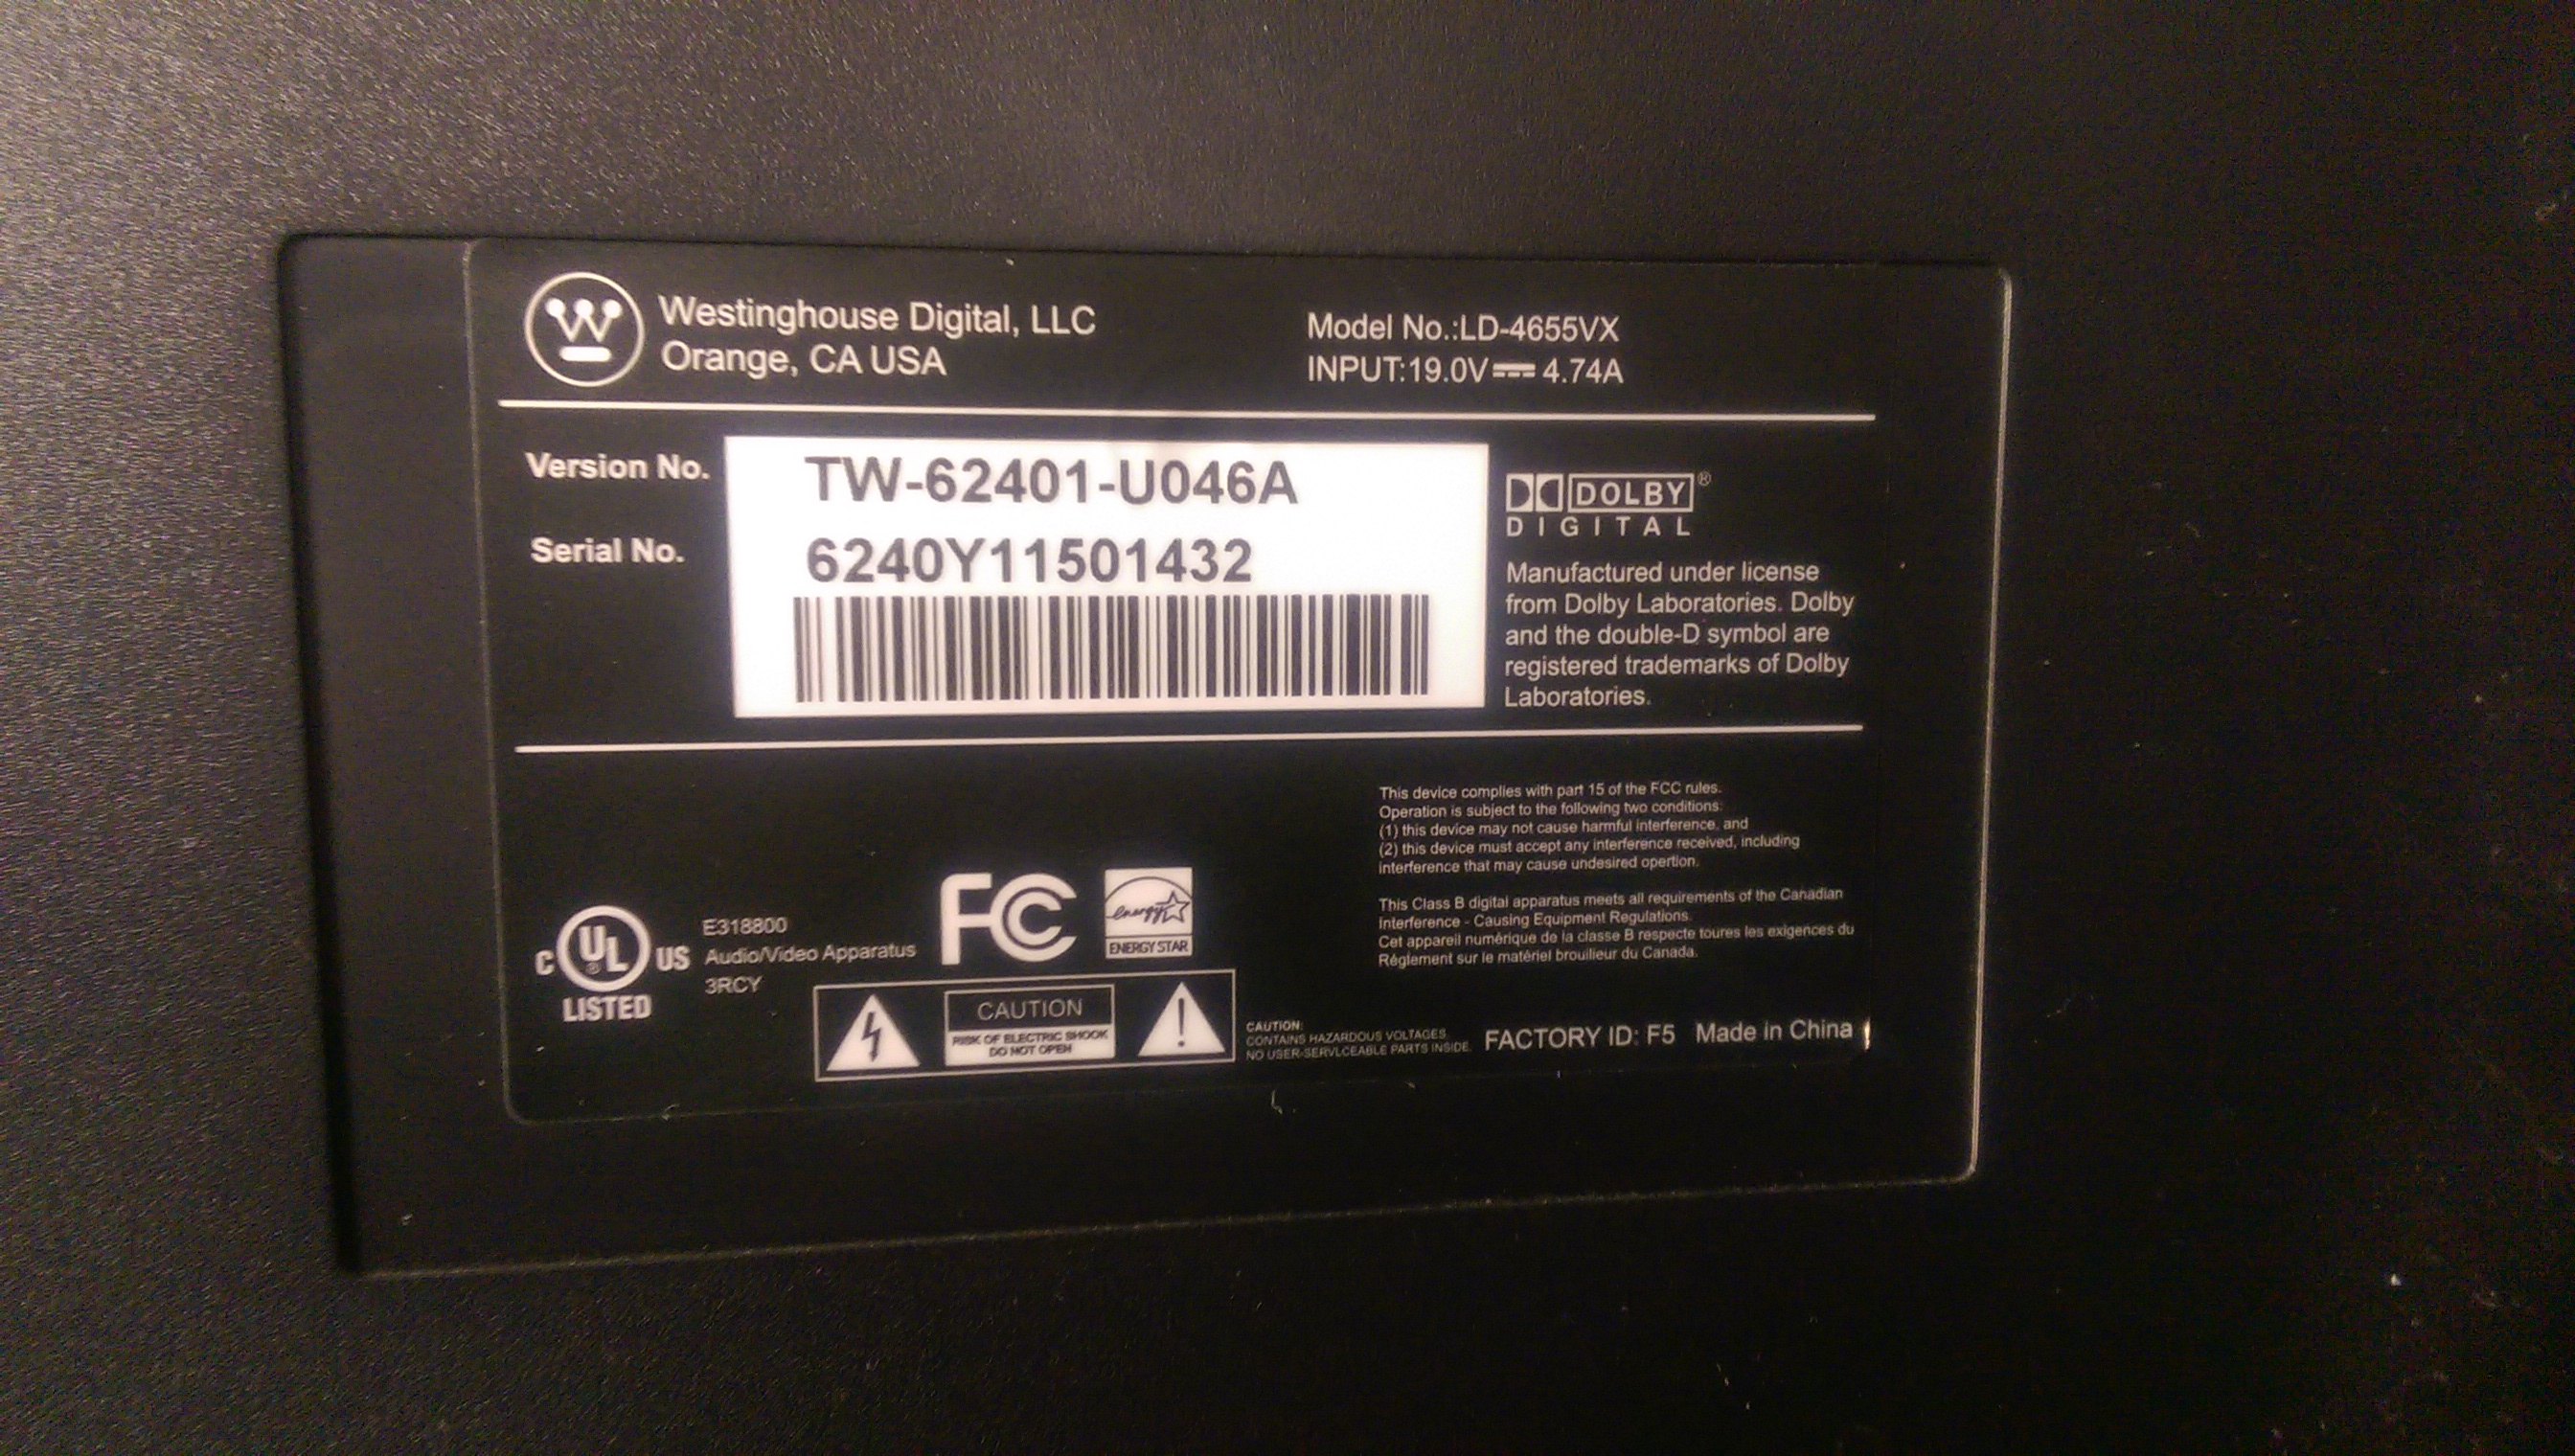 Westinghouse Digital, LLC
Orange, CA USA
Model No.:LD-4655VX
INPUT:19.0V⎓4.74A
Version No. TW-62401-U046A
Serial No. 6240Y11501432
DOLBY®
DIGITAL
Manufactured under license
from Dolby Laboratories. Dolby
and the double-D symbol are
registered trademarks of Dolby
Laboratories.
This device complies with part 15 of the FCC rules.
Operation is subject to the following two conditions:
(1) this device may not cause harmful interference, and
(2) this device must accept any interference received, including
interference that may cause undesired opertion.
This Class B digital apparatus meets all requirements of the Canadian
Interference - Causing Equipment Regulations.
Cet appareil numérique de la classe B respecte toures les exigences du
Réglement sur le matériel brouilieur du Canada.
C UL® US
LISTED
E318800
Audio/Video Apparatus
3RCY
FC
energy
ENERGY STAR
CAUTION
RISK OF ELECTRIC SHOOK
DO NOT OPEN
CAUTION:
CONTAINS HAZARDOUS VOLTAGES.
NO USER-SERVLCEABLE PARTS INSIDE.
FACTORY ID: F5 Made in China